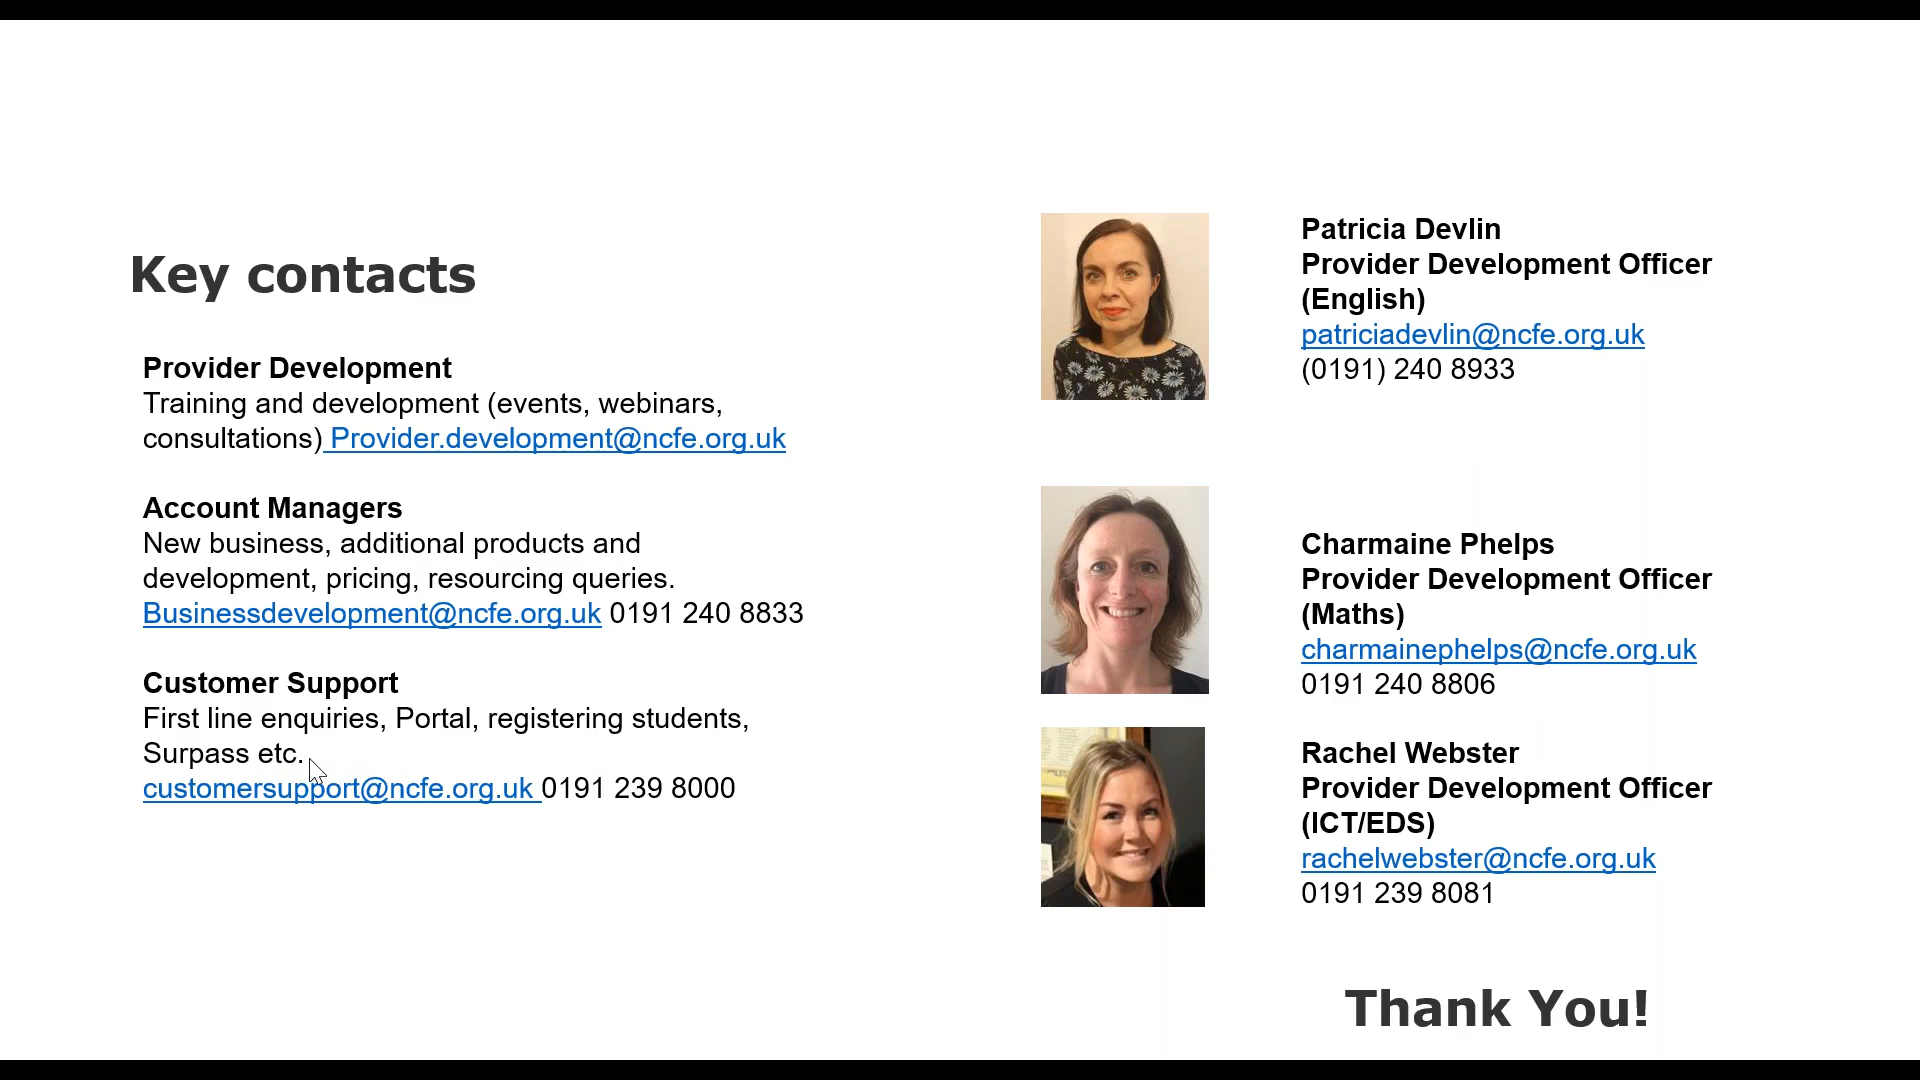 Key contacts
Provider Development
Training and development (events, webinars,
consultations) Provider.development@ncfe.org.uk
Account Managers
New business, additional products and
development, pricing, resourcing queries.
Businessdevelopment@ncfe.org.uk 0191 240 8833
Customer Support
First line enquiries, Portal, registering students,
Surpass etc.
customersupport@ncfe.org.uk 0191 239 8000
Patricia Devlin
Provider Development Officer
(English)
patriciadevlin@ncfe.org.uk
(0191) 240 8933
Charmaine Phelps
Provider Development Officer
(Maths)
charmainephelps@ncfe.org.uk
0191 240 8806
Rachel Webster
Provider Development Officer
(ICT/EDS)
rachelwebster@ncfe.org.uk
0191 239 8081
Thank You!